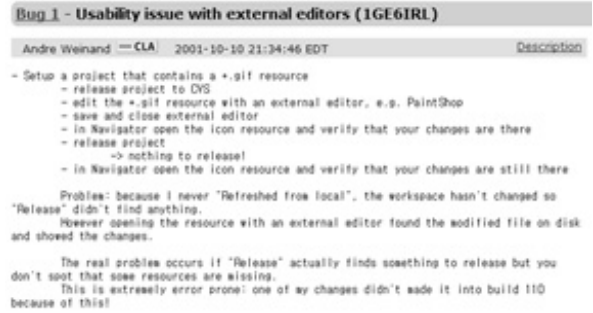 Bug 1 - Usability issue with external editors (1GE6IRL)
Andre Weinand CLA 2001-10-10 21:34:46 EDT Description
- Setup a project that contains a *.gif resource
- release project to CVS
- edit the *.gif resource with an external editor, e.g. PaintShop
- save and close external editor
- in Navigator open the icon resource and verify that your changes are there
- release project
-> nothing to release!
- in Navigator open the icon resource and verify that your changes are still there
Problem: because I never "Refreshed from local", the workspace hasn't changed so
"Release" didn't find anything.
However opening the resource with an external editor found the modified file on disk
and showed the changes.
The real problem occurs if "Release" actually finds something to release but you
don't spot that some resources are missing.
This is extremely error prone: one of my changes didn't made it into build 110
because of this!